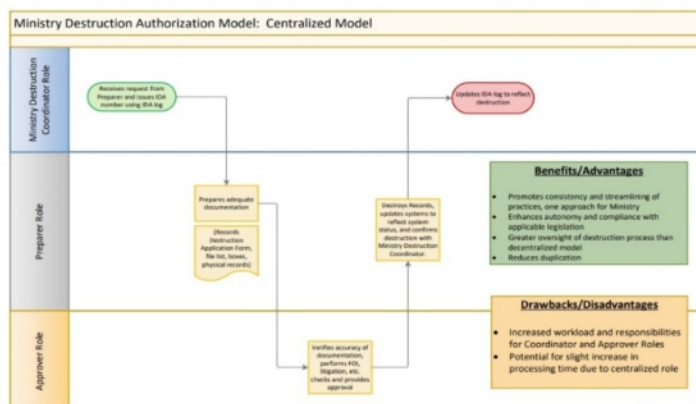 Ministry Destruction Authorization Model: Centralized Model
Ministry Destruction
Coordinator Role
Receives request from
Preparer and issues IDA
number using IDA log
Updates IDA log to reflect
destruction
Preparer Role
Prepares adequate
documentation
(Records
Destruction
Application Form,
file list, boxes,
physical records)
Destroys Records,
updates systems to
reflect system
status, and confirms
destruction with
Ministry Destruction
Coordinator
Benefits/Advantages
• Promotes consistency and streamlining of
practices, one approach for Ministry
• Enhances autonomy and compliance with
applicable legislation
• Greater oversight of destruction process than
decentralized model
• Reduces duplication
Approver Role
Verifies accuracy of
documentation,
performs FOI,
litigation, etc.
checks and provides
approval
Drawbacks/Disadvantages
• Increased workload and responsibilities
for Coordinator and Approver Roles
• Potential for slight increase in
processing time due to centralized role